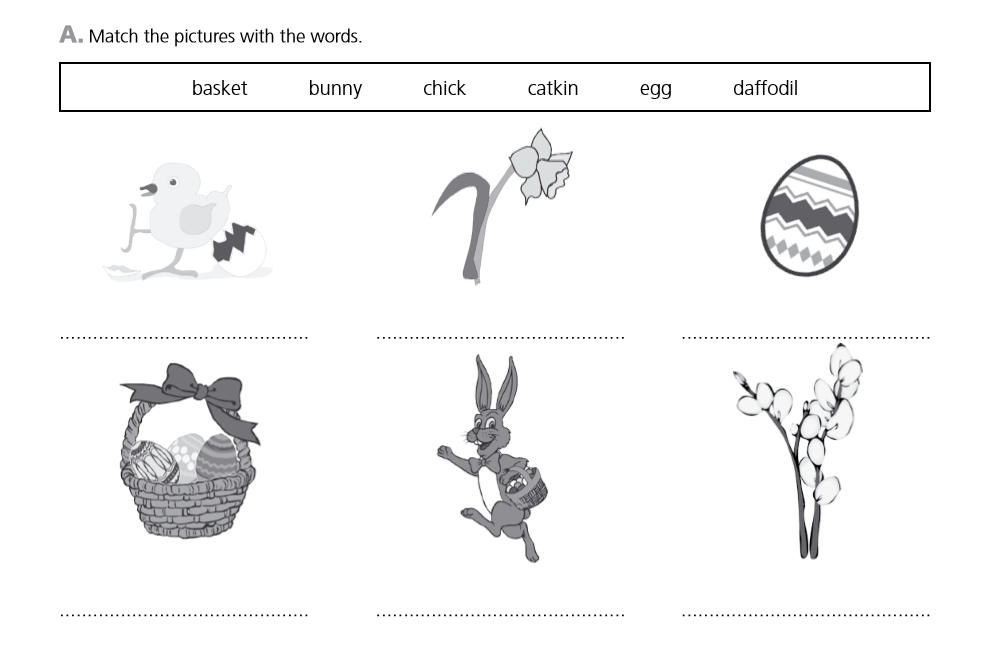 A. Match the pictures with the words.
basket bunny chick catkin egg daffodil